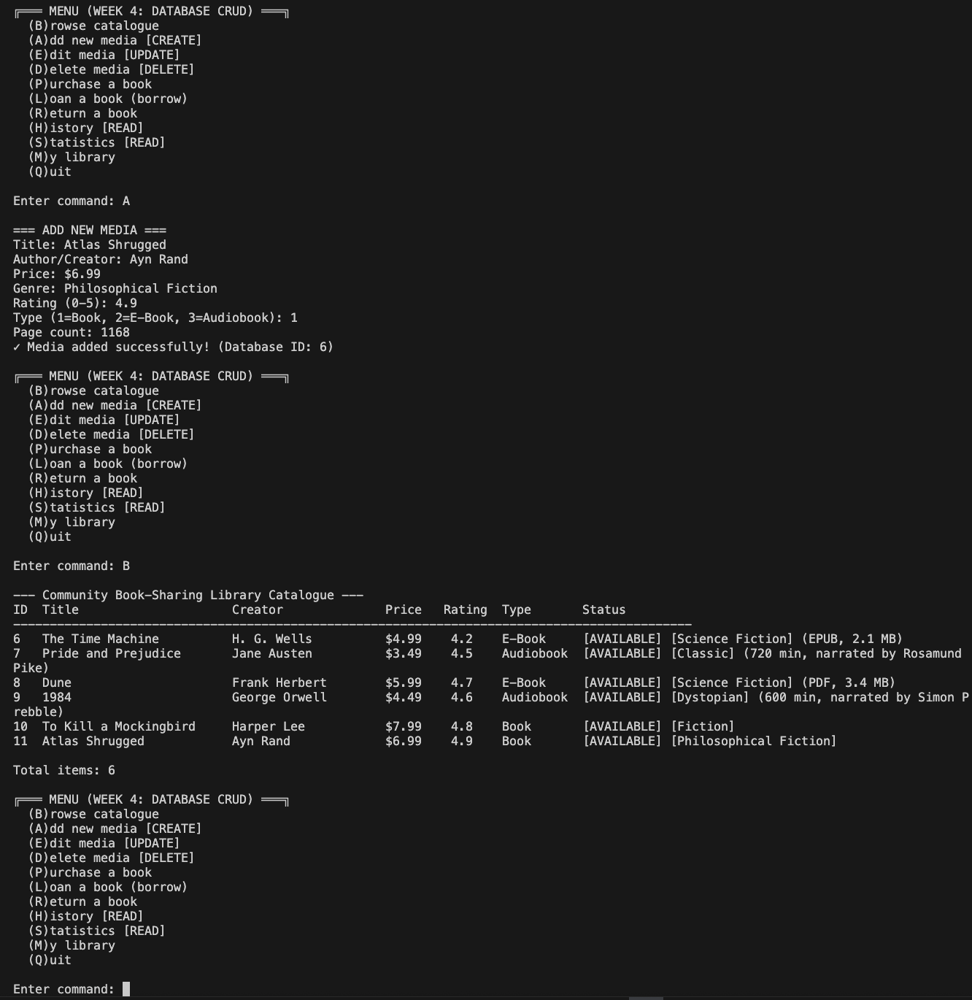 ╔═══ MENU (WEEK 4: DATABASE CRUD) ═══╗
(B)rowse catalogue
(A)dd new media [CREATE]
(E)dit media [UPDATE]
(D)elete media [DELETE]
(P)urchase a book
(L)oan a book (borrow)
(R)eturn a book
(H)istory [READ]
(S)tatistics [READ]
(M)y library
(Q)uit
Enter command: A
=== ADD NEW MEDIA ===
Title: Atlas Shrugged
Author/Creator: Ayn Rand
Price: $6.99
Genre: Philosophical Fiction
Rating (0-5): 4.9
Type (1=Book, 2=E-Book, 3=Audiobook): 1
Page count: 1168
✓ Media added successfully! (Database ID: 6)
╔═══ MENU (WEEK 4: DATABASE CRUD) ═══╗
(B)rowse catalogue
(A)dd new media [CREATE]
(E)dit media [UPDATE]
(D)elete media [DELETE]
(P)urchase a book
(L)oan a book (borrow)
(R)eturn a book
(H)istory [READ]
(S)tatistics [READ]
(M)y library
(Q)uit
Enter command: B
--- Community Book-Sharing Library Catalogue ---
ID  Title                     Creator              Price   Rating  Type       Status
---------------------------------------------------------------------------------------------
6   The Time Machine          H. G. Wells          $4.99    4.2    E-Book     [AVAILABLE] [Science Fiction] (EPUB, 2.1 MB)
7   Pride and Prejudice       Jane Austen          $3.49    4.5    Audiobook  [AVAILABLE] [Classic] (720 min, narrated by Rosamund
Pike)
8   Dune                      Frank Herbert        $5.99    4.7    E-Book     [AVAILABLE] [Science Fiction] (PDF, 3.4 MB)
9   1984                      George Orwell        $4.49    4.6    Audiobook  [AVAILABLE] [Dystopian] (600 min, narrated by Simon P
rebble)
10  To Kill a Mockingbird     Harper Lee           $7.99    4.8    Book       [AVAILABLE] [Fiction]
11  Atlas Shrugged            Ayn Rand             $6.99    4.9    Book       [AVAILABLE] [Philosophical Fiction]
Total items: 6
╔═══ MENU (WEEK 4: DATABASE CRUD) ═══╗
(B)rowse catalogue
(A)dd new media [CREATE]
(E)dit media [UPDATE]
(D)elete media [DELETE]
(P)urchase a book
(L)oan a book (borrow)
(R)eturn a book
(H)istory [READ]
(S)tatistics [READ]
(M)y library
(Q)uit
Enter command: